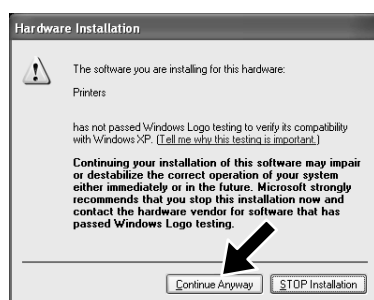 Hardware Installation
The software you are installing for this hardware:
Printers
has not passed Windows Logo testing to verify its compatibility
with Windows XP. (Tell me why this testing is important.)
Continuing your installation of this software may impair
or destabilize the correct operation of your system
either immediately or in the future. Microsoft strongly
recommends that you stop this installation now and
contact the hardware vendor for software that has
passed Windows Logo testing.
Continue Anyway
STOP Installation